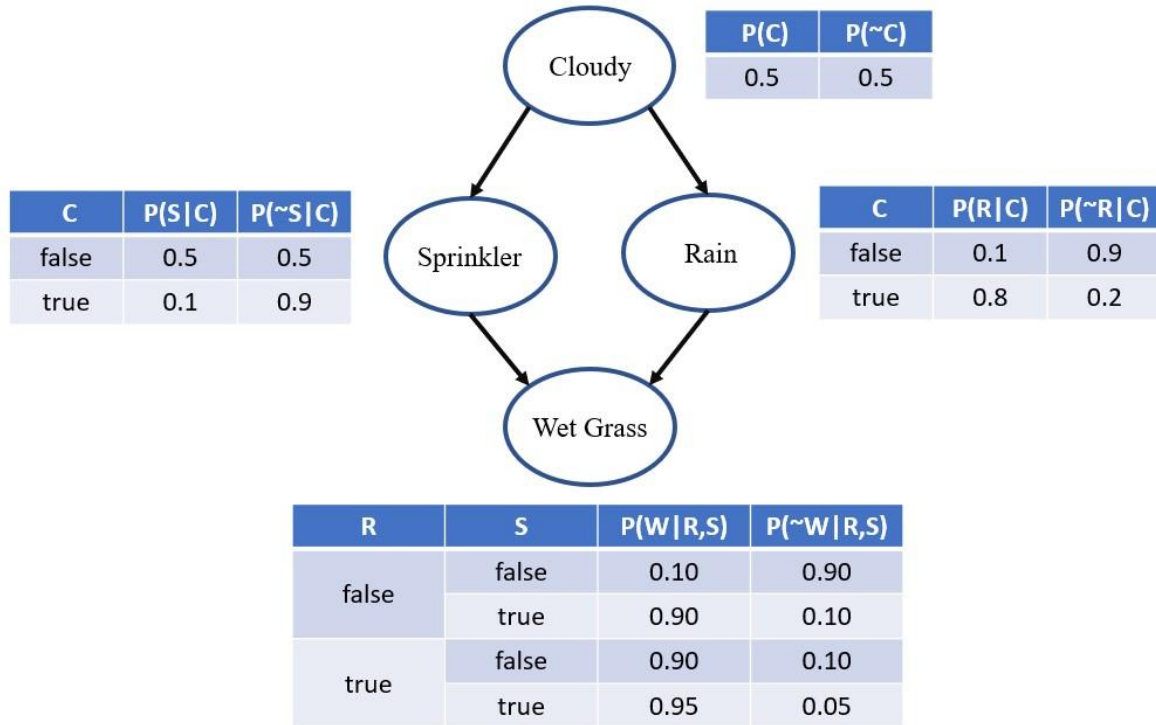 Cloudy
P(C) P(~C)
0.5 0.5
C P(S|C) P(~S|C)
false 0.5 0.5
true 0.1 0.9
Sprinkler
Rain
C P(R|C) P(~R|C)
false 0.1 0.9
true 0.8 0.2
Wet Grass
R S P(W|R,S) P(~W|R,S)
false false 0.10 0.90
true 0.90 0.10
true false 0.90 0.10
true 0.95 0.05